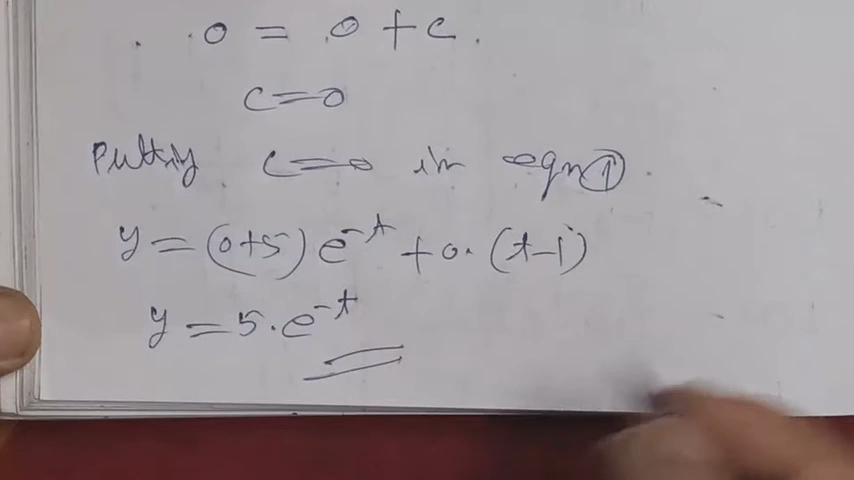 0 = 0 + c.
c = 0
Putting c = 0 in eqn ①
y = (0+5) e^-t + 0. (t-1)
y = 5. e^-t